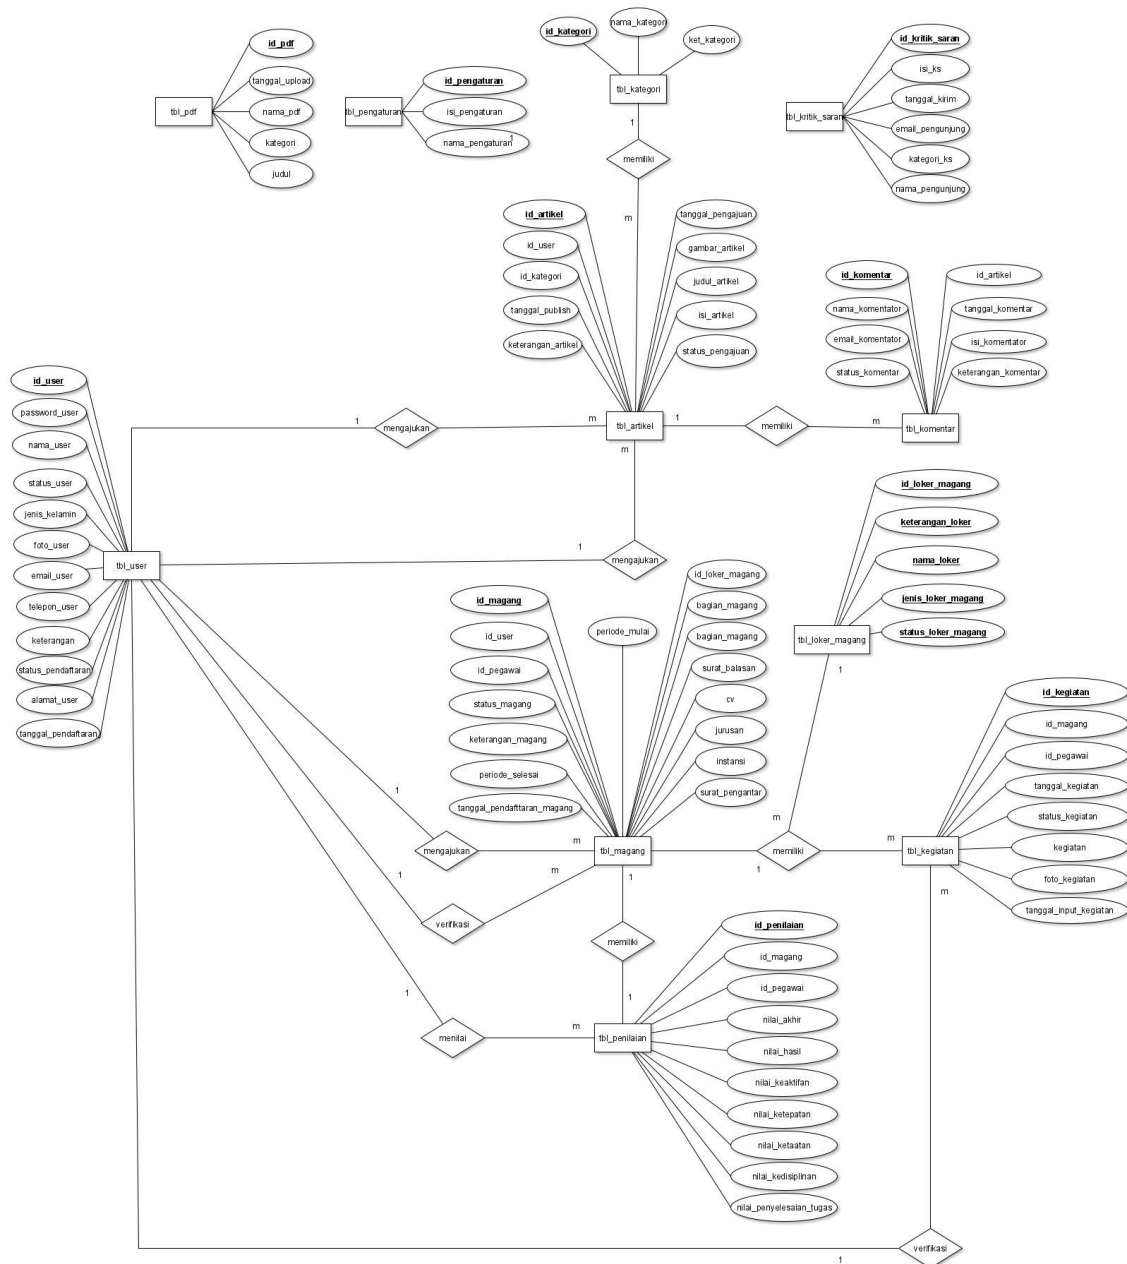 id_pdf
tanggal_upload
nama_pdf
kategori
judul
tbl_pdf
id_pengaturan
isi_pengaturan
nama_pengaturan
1
tbl_pengaturan
id_kategori
nama_kategori
ket_kategori
tbl_kategori
1
memiliki
m
id_kritik_saran
isi_ks
tanggal_kirim
email_pengunjung
kategori_ks
nama_pengunjung
tbl_kritik_saran
id_artikel
id_user
id_kategori
tanggal_publish
keterangan_artikel
tanggal_pengajuan
gambar_artikel
judul_artikel
isi_artikel
status_pengajuan
id_komentar
nama_komentator
email_komentator
status_komentar
id_artikel
tanggal_komentar
isi_komentator
keterangan_komentar
1
mengajukan
m
tbl_artikel
1
memiliki
m
tbl_komentar
m
1
mengajukan
id_user
password_user
nama_user
status_user
jenis_kelamin
foto_user
email_user
telepon_user
keterangan
status_pendaftaran
alamat_user
tanggal_pendaftaran
tbl_user
id_loker_magang
keterangan_loker
nama_loker
jenis_loker_magang
status_loker_magang
tbl_loker_magang
1
m
id_magang
id_user
id_pegawai
status_magang
keterangan_magang
periode_selesai
tanggal_pendafttaran_magang
periode_mulai
id_loker_magang
bagian_magang
bagian_magang
surat_balasan
cv
jurusan
instansi
surat_pengantar
id_kegiatan
id_magang
id_pegawai
tanggal_kegiatan
status_kegiatan
kegiatan
foto_kegiatan
tanggal_input_kegiatan
1
mengajukan
m
tbl_magang
1
memiliki
m
tbl_kegiatan
m
1
verifikasi
m
1
memiliki
1
1
menilai
m
tbl_penilaian
id_penilaian
id_magang
id_pegawai
nilai_akhir
nilai_hasil
nilai_keaktifan
nilai_ketepatan
nilai_ketaatan
nilai_kedisiplinan
nilai_penyelesaian_tugas
verifikasi
1